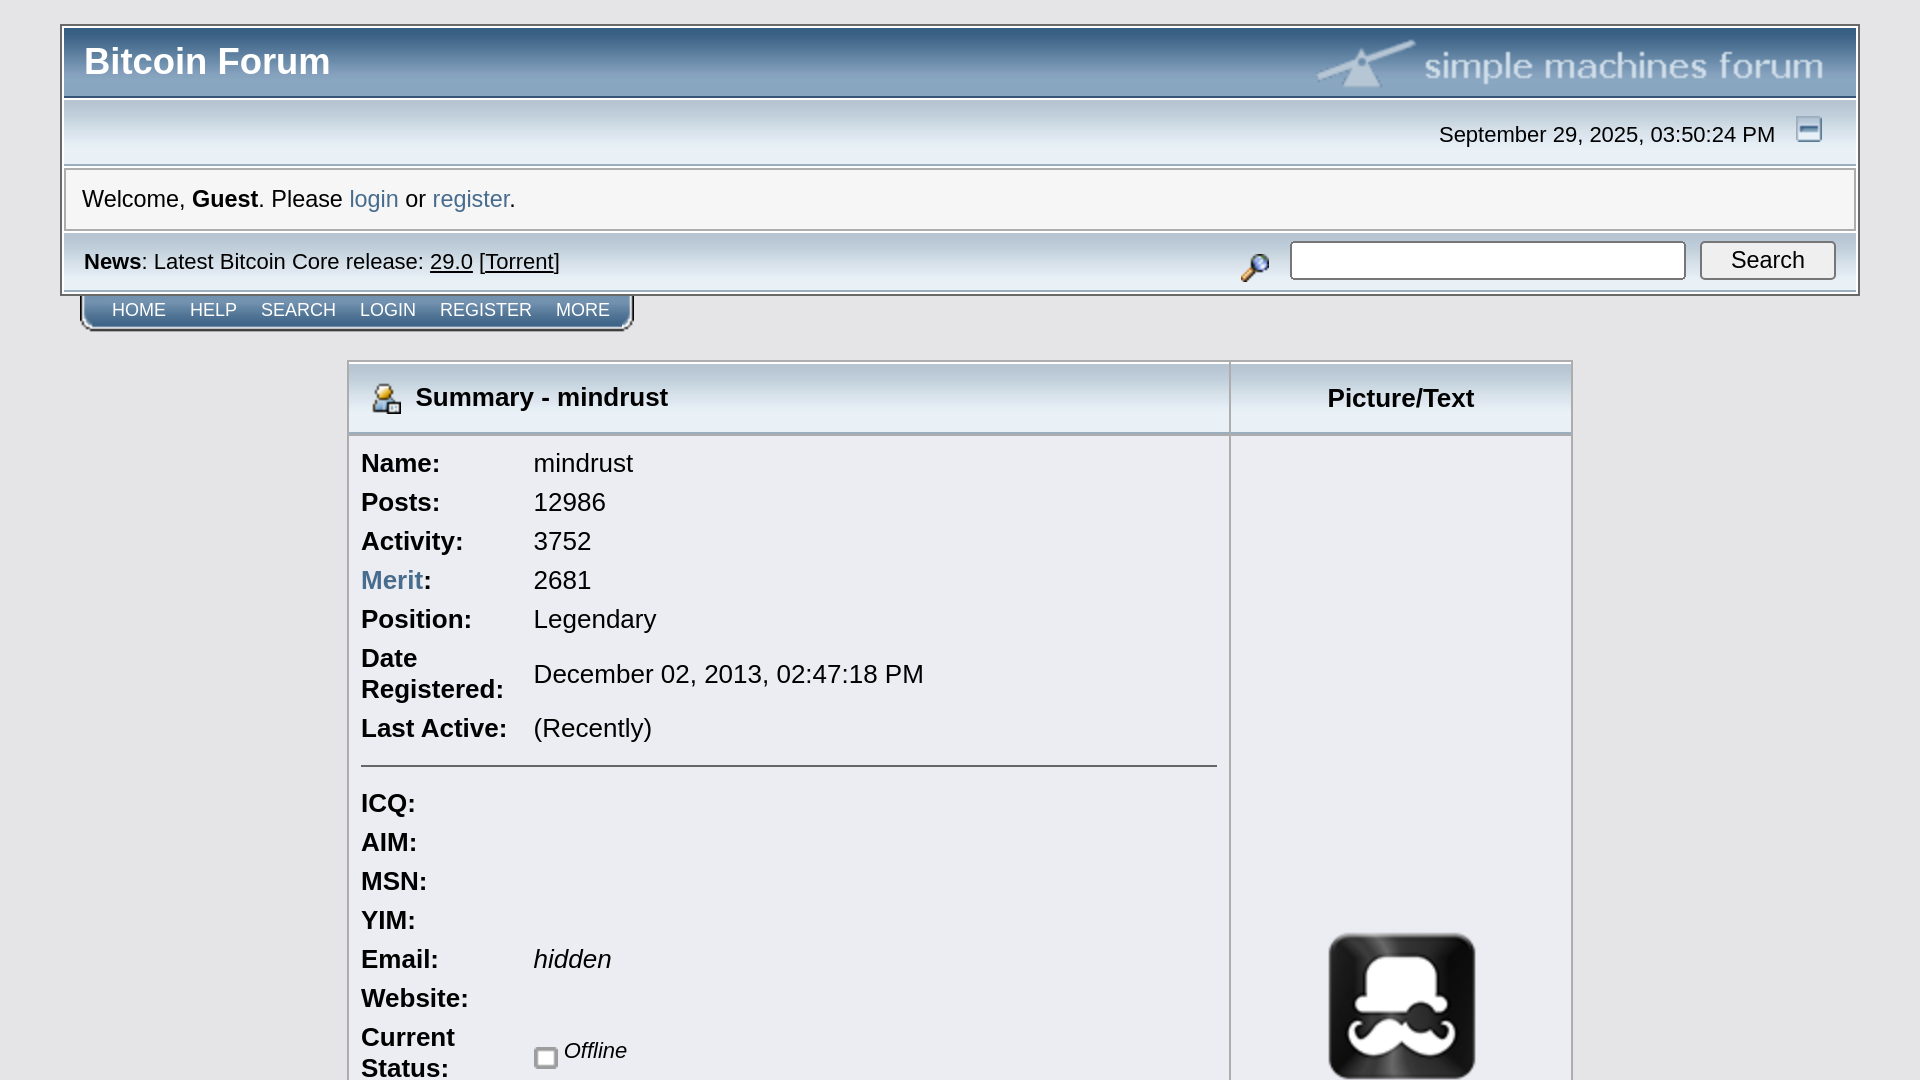 Bitcoin Forum
simple machines forum
September 29, 2025, 03:50:24 PM
Welcome, Guest. Please login or register.
News: Latest Bitcoin Core release: 29.0 [Torrent]
Search
HOME HELP SEARCH LOGIN REGISTER MORE
Summary - mindrust
Picture/Text
Name: mindrust
Posts: 12986
Activity: 3752
Merit: 2681
Position: Legendary
Date
Registered: December 02, 2013, 02:47:18 PM
Last Active: (Recently)
ICQ:
AIM:
MSN:
YIM:
Email: hidden
Website:
Current
Status: Offline